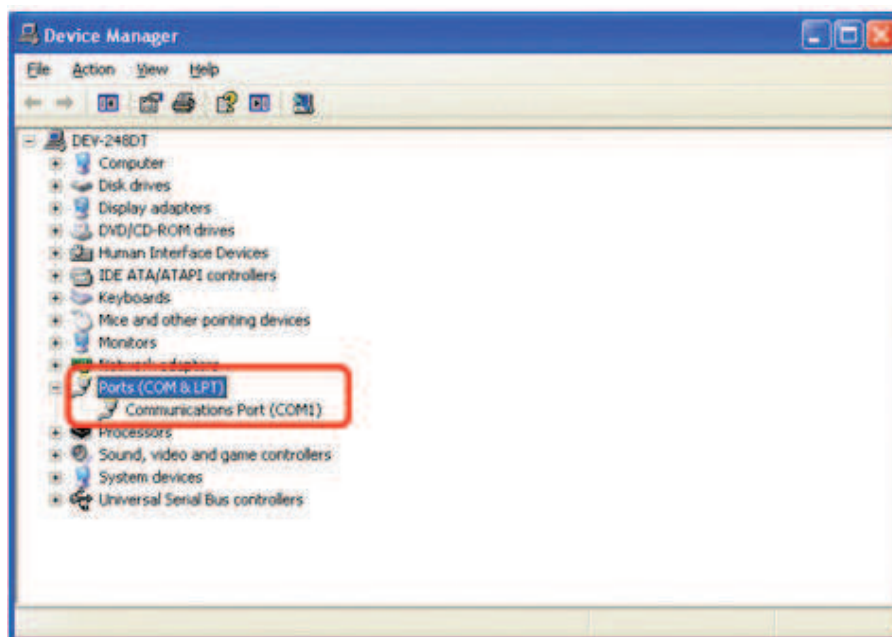 Device Manager
File Action View Help
DEV-248DT
Computer
Disk drives
Display adapters
DVD/CD-ROM drives
Human Interface Devices
IDE ATA/ATAPI controllers
Keyboards
Mice and other pointing devices
Monitors
Network adapters
Ports (COM & LPT)
Communications Port (COM1)
Processors
Sound, video and game controllers
System devices
Universal Serial Bus controllers